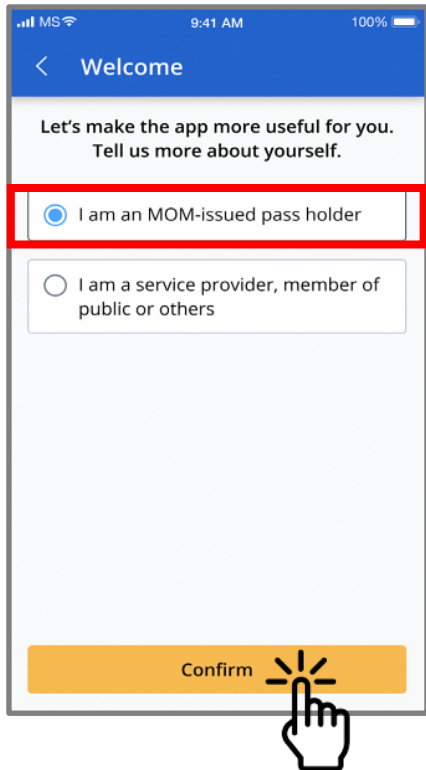 MS 9:41 AM 100%
Welcome
Let's make the app more useful for you.
Tell us more about yourself.
I am an MOM-issued pass holder
I am a service provider, member of
public or others
Confirm